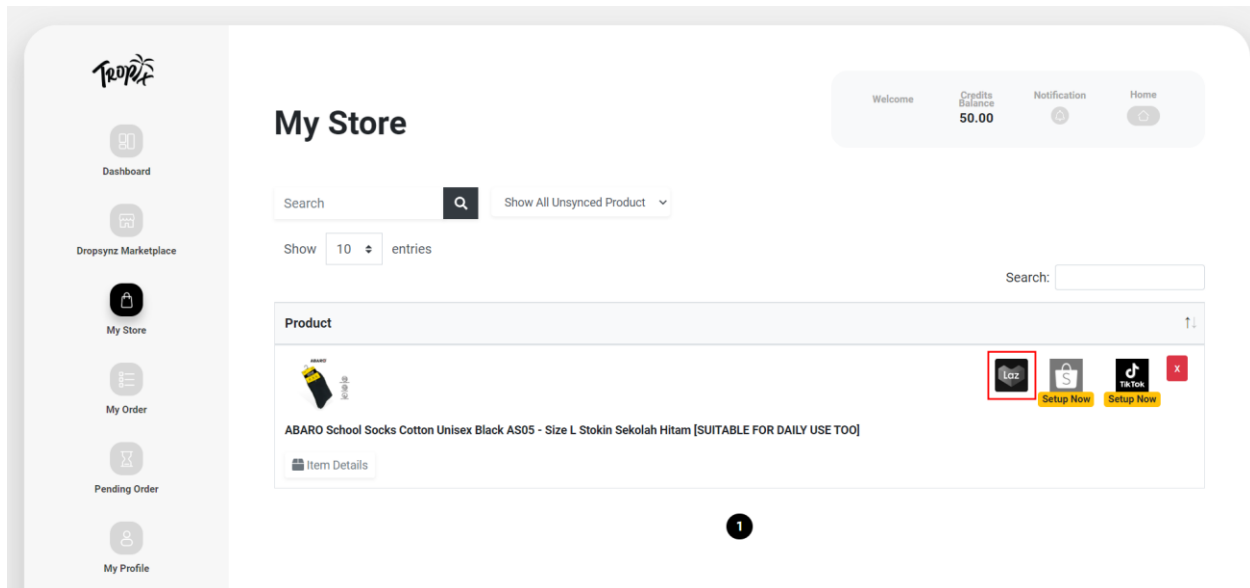 Tropix
Welcome
Credits
Balance
50.00
Notification
Home
My Store
Dashboard
Dropsynz Marketplace
My Store
My Order
Pending Order
My Profile
Search
Show All Unsynced Product
Show 10 entries
Search:
Product
ABARO
Laz
S
Setup Now
TikTok
Setup Now
X
ABARO School Socks Cotton Unisex Black AS05 - Size L Stokin Sekolah Hitam [SUITABLE FOR DAILY USE TOO]
Item Details
1